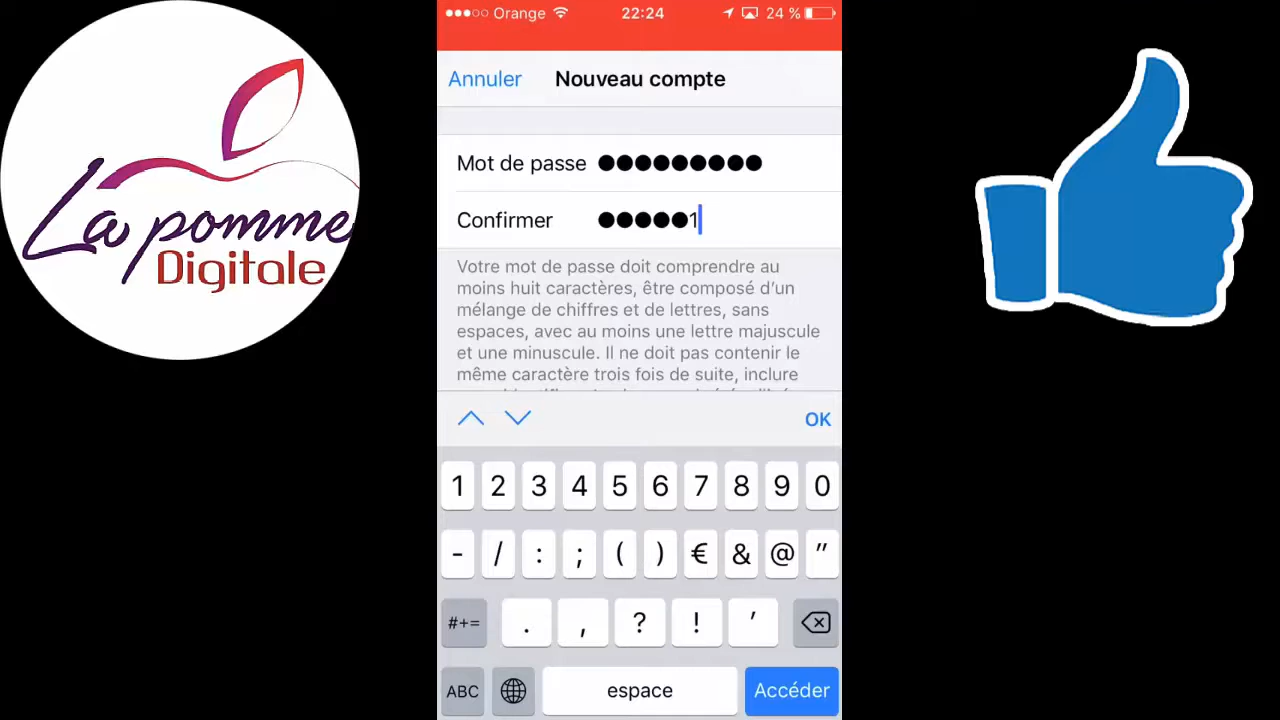 La pomme
Digitale
Orange 22:24 24 %
Annuler Nouveau compte
Mot de passe ●●●●●●●●●
Confirmer ●●●●●1
Votre mot de passe doit comprendre au
moins huit caractères, être composé d’un
mélange de chiffres et de lettres, sans
espaces, avec au moins une lettre majuscule
et une minuscule. Il ne doit pas contenir le
même caractère trois fois de suite, inclure
OK
1 2 3 4 5 6 7 8 9 0
- / : ; ( ) € & @ "
#+= . , ? ! ’
ABC espace Accéder